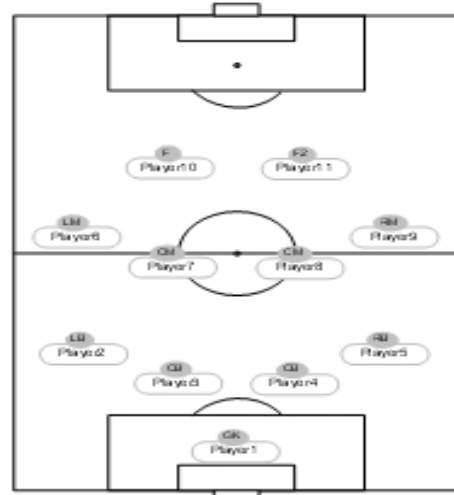 F
F2
Player10
Player11
LM
RM
Player6
Player9
CM
CM
Player7
Player8
LB
RB
Player2
Player5
CB
CB
Player3
Player4
GK
Player1